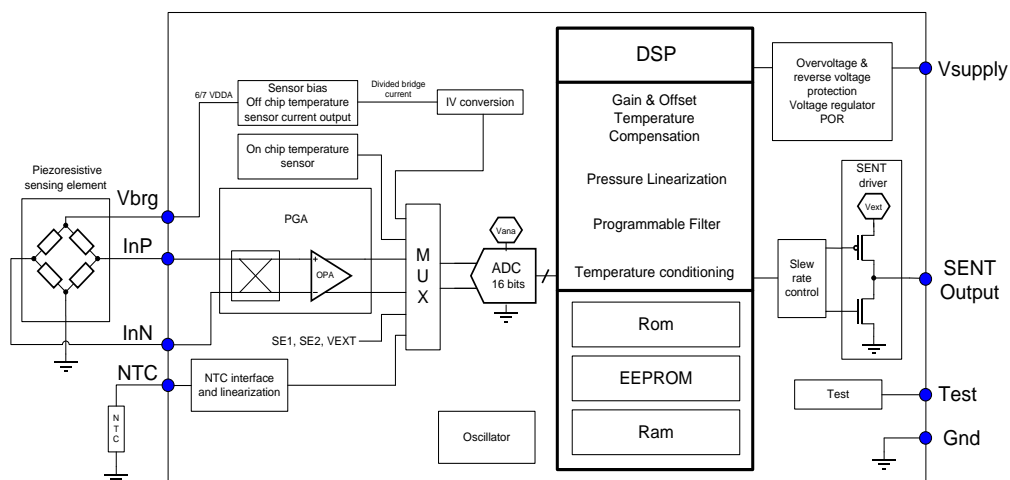 Piezoresistive
sensing element
Vbrg
InP
InN
NTC
N
T
C
6/7 VDDA
Sensor bias
Off chip temperature
sensor current output
Divided bridge
current
IV conversion
On chip temperature
sensor
PGA
OPA
+
−
M
U
X
SE1, SE2, VEXT
NTC interface
and linearization
Vana
ADC
16 bits
Oscillator
DSP
Gain & Offset
Temperature
Compensation
Pressure Linearization
Programmable Filter
Temperature conditioning
Rom
EEPROM
Ram
Overvoltage &
reverse voltage
protection
Voltage regulator
POR
Vsupply
SENT
driver
Vext
Slew
rate
control
SENT
Output
Test
Test
Gnd